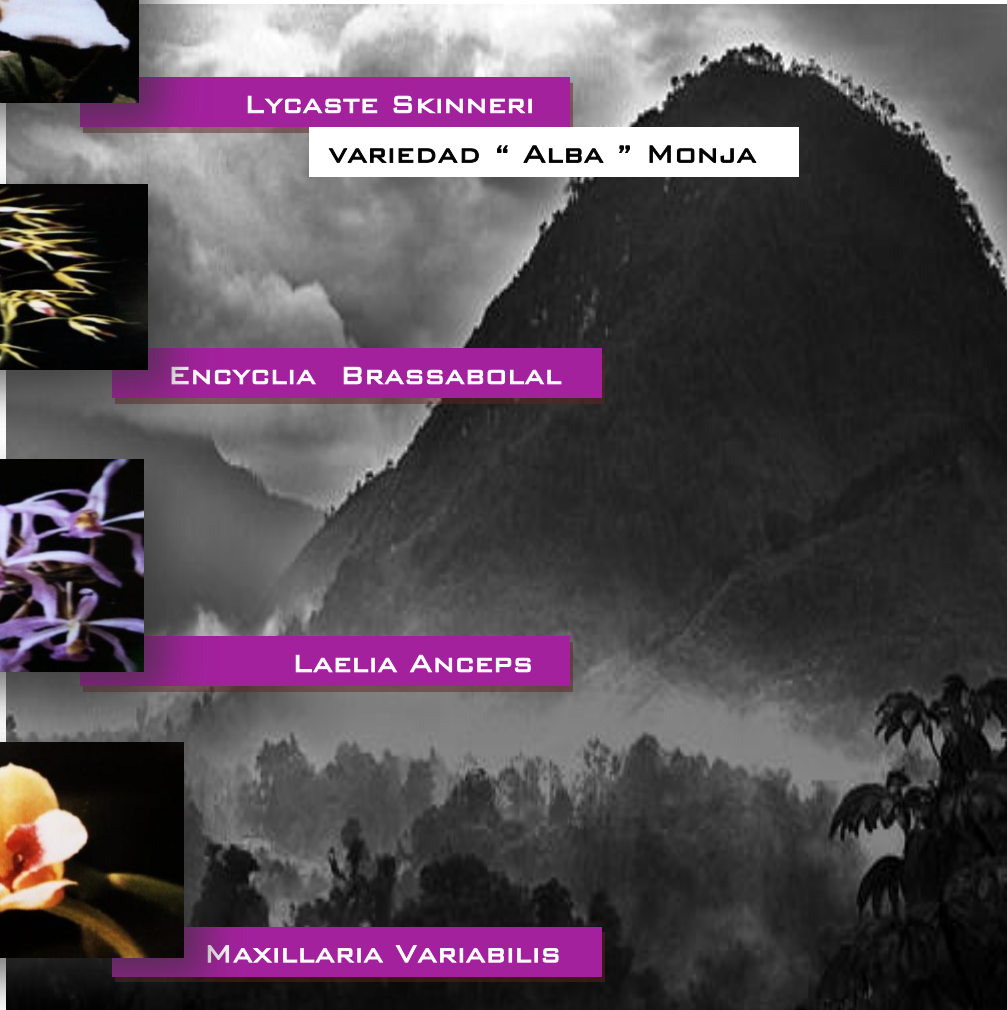 Lycaste Skinneri
variedad “ Alba ” Monja
Encyclia Brassabolal
Laelia Anceps
Maxillaria Variabilis